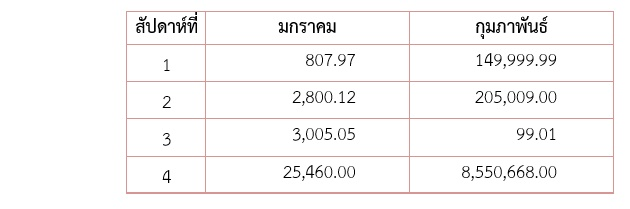 สัปดาห์ที่ มกราคม กุมภาพันธ์
1 807.97 149,999.99
2 2,800.12 205,009.00
3 3,005.05 99.01
4 25,460.00 8,550,668.00